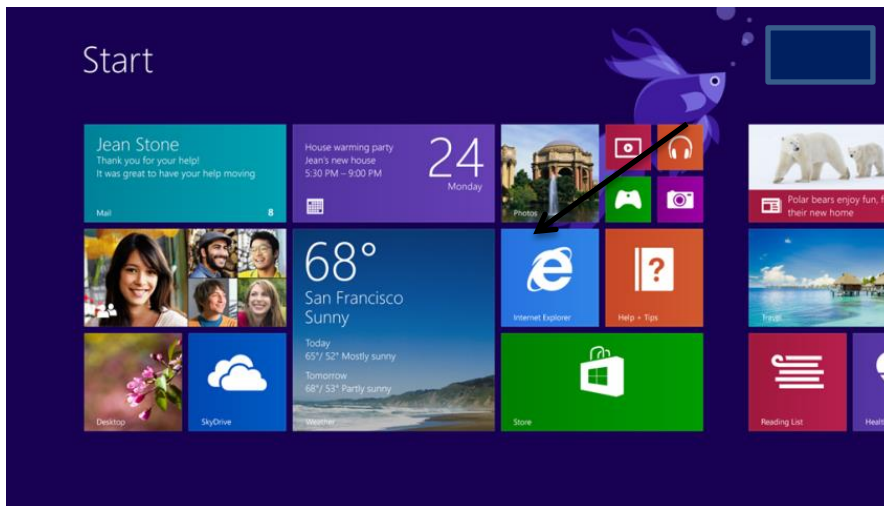 Start
Jean Stone
Thank you for your help!
It was great to have your help moving
Mail
8
House warming party
Jean's new house
5:30 PM – 9:00 PM
24
Monday
Photos
Polar bears enjoy fun, f
their new home
68°
San Francisco
Sunny
Today
65°/ 52° Mostly sunny
Tomorrow
68°/ 53° Partly sunny
Weather
Internet Explorer
?
Help + Tips
Travel
Desktop
SkyDrive
Store
Reading List
Healt